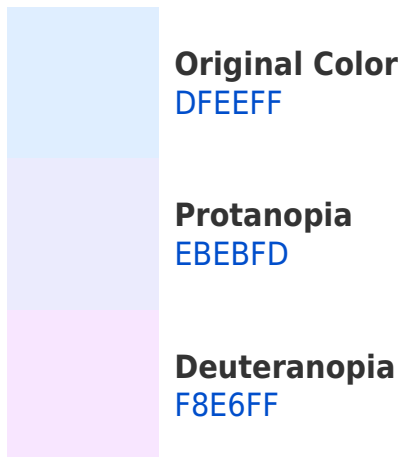 Original Color
DFEEFF
Protanopia
EBEBFD
Deuteranopia
F8E6FF